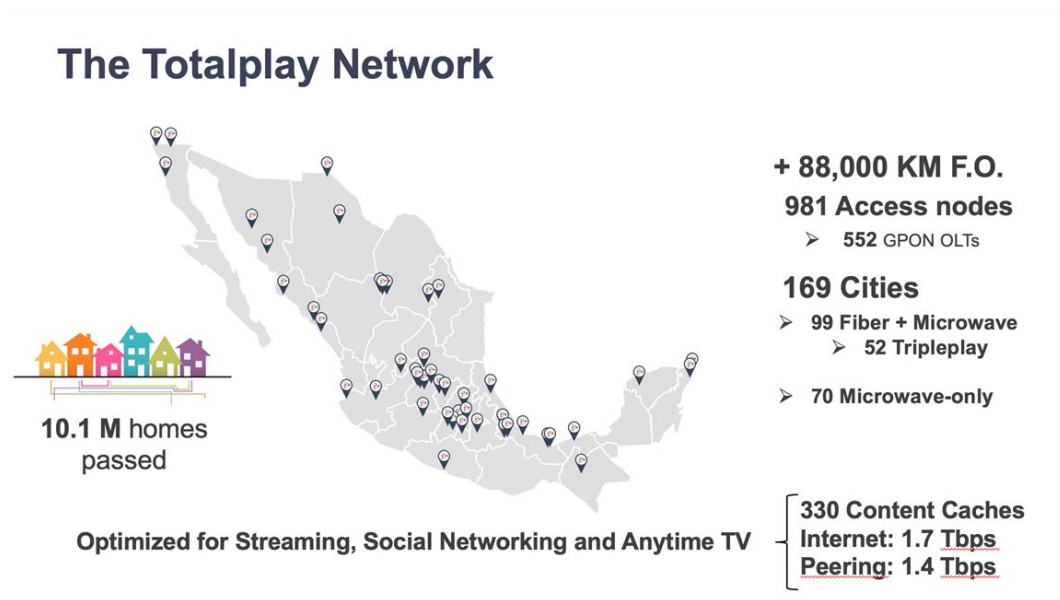 The Totalplay Network
+ 88,000 KM F.O.
981 Access nodes
➢ 552 GPON OLTs
169 Cities
➢ 99 Fiber + Microwave
➢ 52 Tripleplay
➢ 70 Microwave-only
10.1 M homes
passed
Optimized for Streaming, Social Networking and Anytime TV
330 Content Caches
Internet: 1.7 Tbps
Peering: 1.4 Tbps